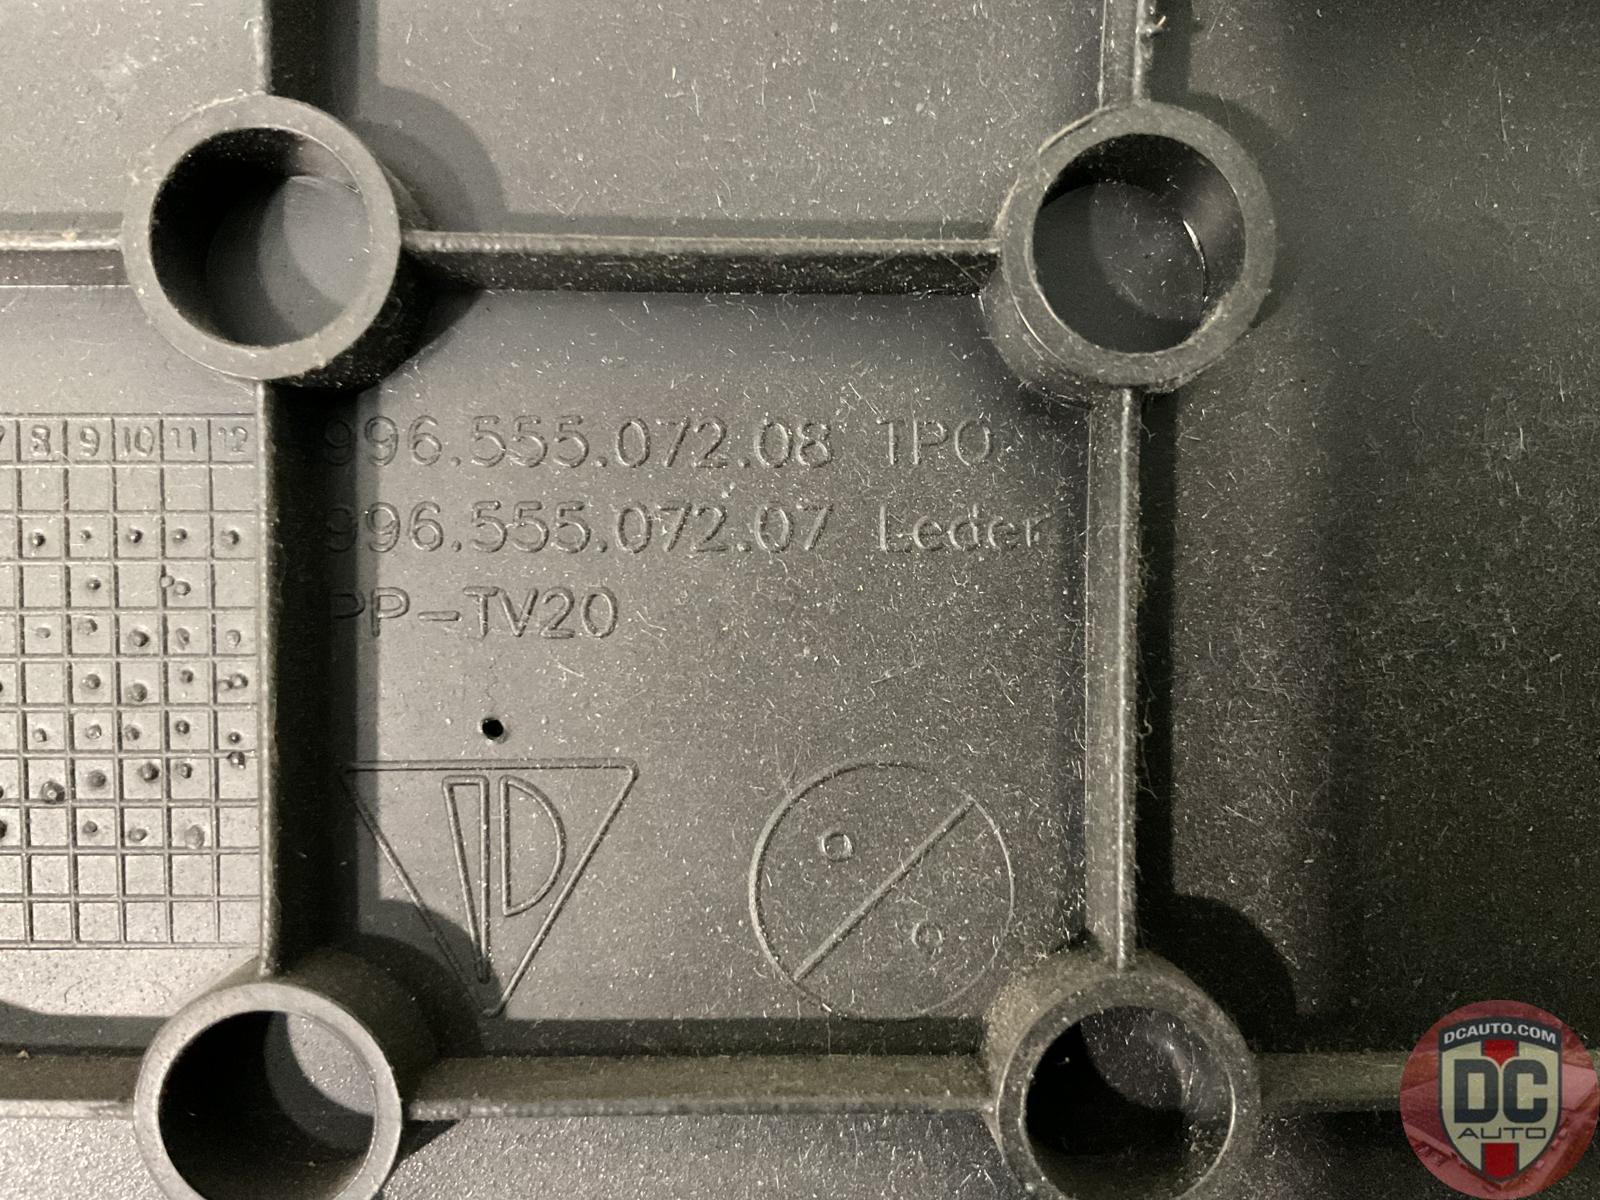 996.555.072.08 TPO
996.555.072.07 Leder
PP-TV20
7 8 9 10 11 12
DCAUTO.COM
DC
AUTO